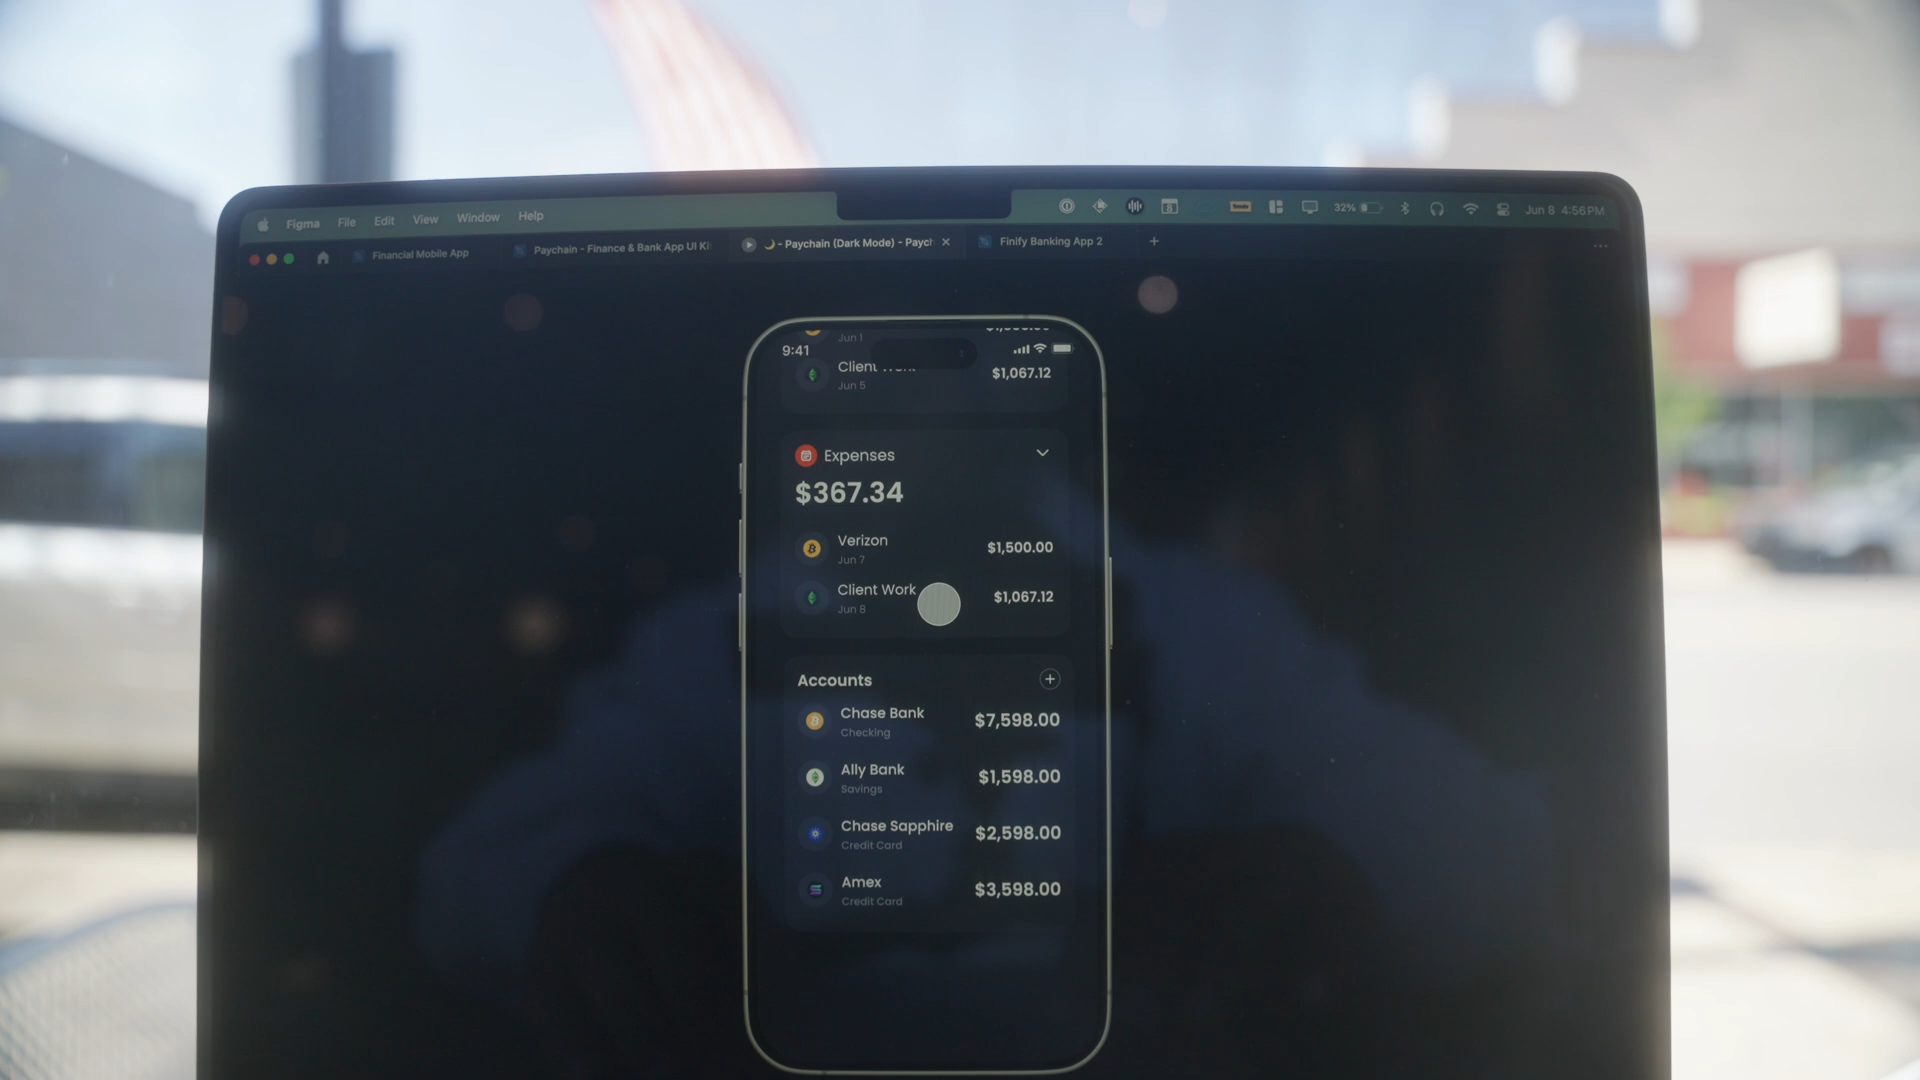 Figma File Edit View Window Help
32% Jun 8 4:56 PM
Financial Mobile App
Paychain - Finance & Bank App UI Ki
- Paychain (Dark Mode) - Paych
Finify Banking App 2
Jun 1
9:41
Client
$1,067.12
Jun 5
Expenses
$367.34
Verizon
$1,500.00
Jun 7
Client Work
$1,067.12
Jun 8
Accounts
Chase Bank
$7,598.00
Checking
Ally Bank
$1,598.00
Savings
Chase Sapphire
$2,598.00
Credit Card
Amex
$3,598.00
Credit Card